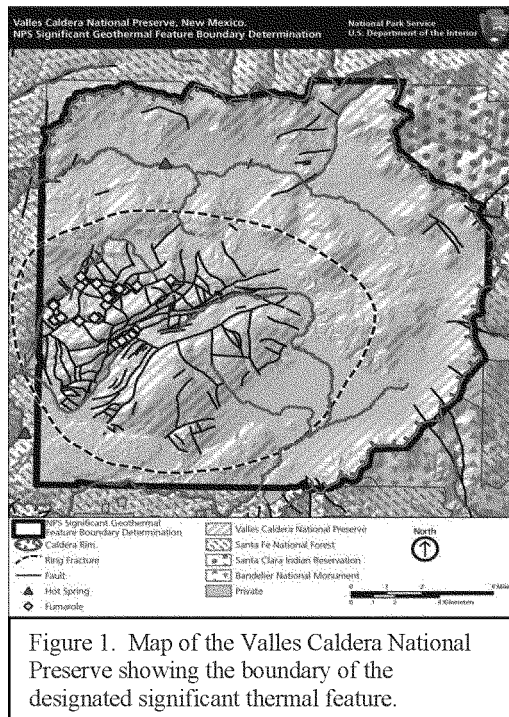 Valles Caldera National Preserve, New Mexico.
NPS Significant Geothermal Feature Boundary Determination
National Park Service
U.S. Department of the Interior
NPS Significant Geothermal
Feature Boundary Determination
Caldera Rim
Ring Fracture
Fault
Hot Spring
Fumarole
Valles Caldera National Preserve
Santa Fe National Forest
Santa Clara Indian Reservation
Bandelier National Monument
Private
North
Figure 1. Map of the Valles Caldera National
Preserve showing the boundary of the
designated significant thermal feature.